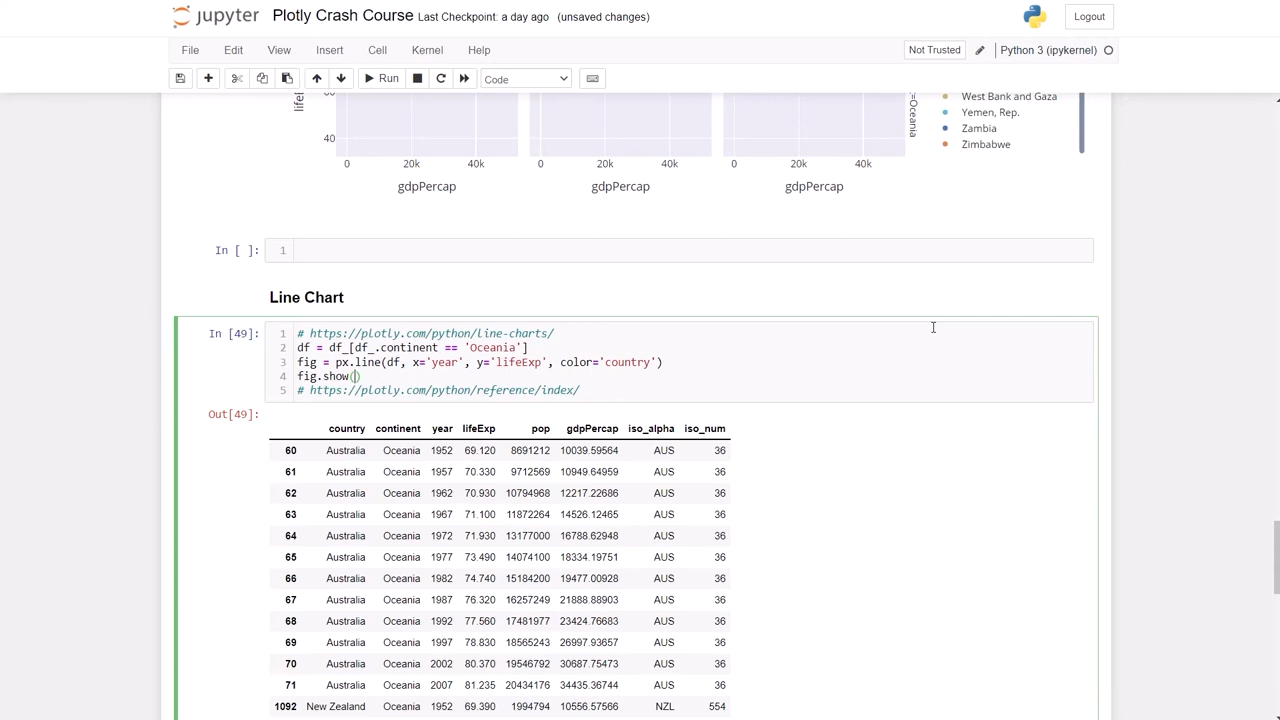 jupyter Plotly Crash Course Last Checkpoint: a day ago (unsaved changes) Logout
File Edit View Insert Cell Kernel Help Not Trusted Python 3 (ipykernel)
Run Code
lifeE 60 =Oceania West Bank and Gaza
Yemen, Rep.
Zambia
40 Zimbabwe
0 20k 40k 0 20k 40k 0 20k 40k
gdpPercap gdpPercap gdpPercap
In [ ]: 1
Line Chart
In [49]: 1 # https://plotly.com/python/line-charts/
2 df = df_[df_.continent == 'Oceania']
3 fig = px.line(df, x='year', y='lifeExp', color='country')
4 fig.show()
5 # https://plotly.com/python/reference/index/
Out[49]:
country continent year lifeExp pop gdpPercap iso_alpha iso_num
60 Australia Oceania 1952 69.120 8691212 10039.59564 AUS 36
61 Australia Oceania 1957 70.330 9712569 10949.64959 AUS 36
62 Australia Oceania 1962 70.930 10794968 12217.22686 AUS 36
63 Australia Oceania 1967 71.100 11872264 14526.12465 AUS 36
64 Australia Oceania 1972 71.930 13177000 16788.62948 AUS 36
65 Australia Oceania 1977 73.490 14074100 18334.19751 AUS 36
66 Australia Oceania 1982 74.740 15184200 19477.00928 AUS 36
67 Australia Oceania 1987 76.320 16257249 21888.88903 AUS 36
68 Australia Oceania 1992 77.560 17481977 23424.76683 AUS 36
69 Australia Oceania 1997 78.830 18565243 26997.93657 AUS 36
70 Australia Oceania 2002 80.370 19546792 30687.75473 AUS 36
71 Australia Oceania 2007 81.235 20434176 34435.36744 AUS 36
1092 New Zealand Oceania 1952 69.390 1994794 10556.57566 NZL 554